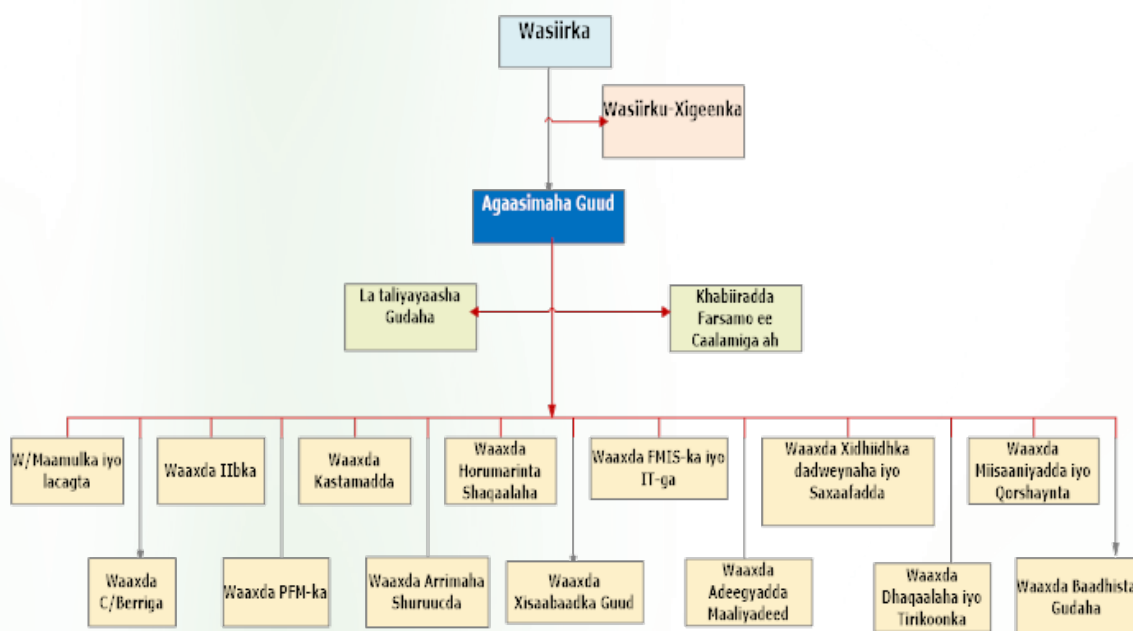 Wasiirka
Wasiirku-Xigeenka
Agaasimaha Guud
La taliyayaasha
Gudaha
Khabiiradda
Farsamo ee
Caalamiga ah
W/Maamulka iyo
lacagta
Waaxda IIbka
Waaxda
Kastamadda
Waaxda
Horumarinta
Shaqaalaha
Waaxda FMIS-ka iyo
IT-ga
Waaxda Xidhiidhka
dadweynaha iyo
Saxaafadda
Waaxda
Miisaaniyadda iyo
Qorshaynta
Waaxda
C/Berriga
Waaxda PFM-ka
Waaxda Arrimaha
Shuruucda
Waaxda
Xisaabaadka Guud
Waaxda
Adeegyadda
Maaliyadeed
Waaxda
Dhaqaalaha iyo
Tirikoonka
Waaxda Baadhista
Gudaha